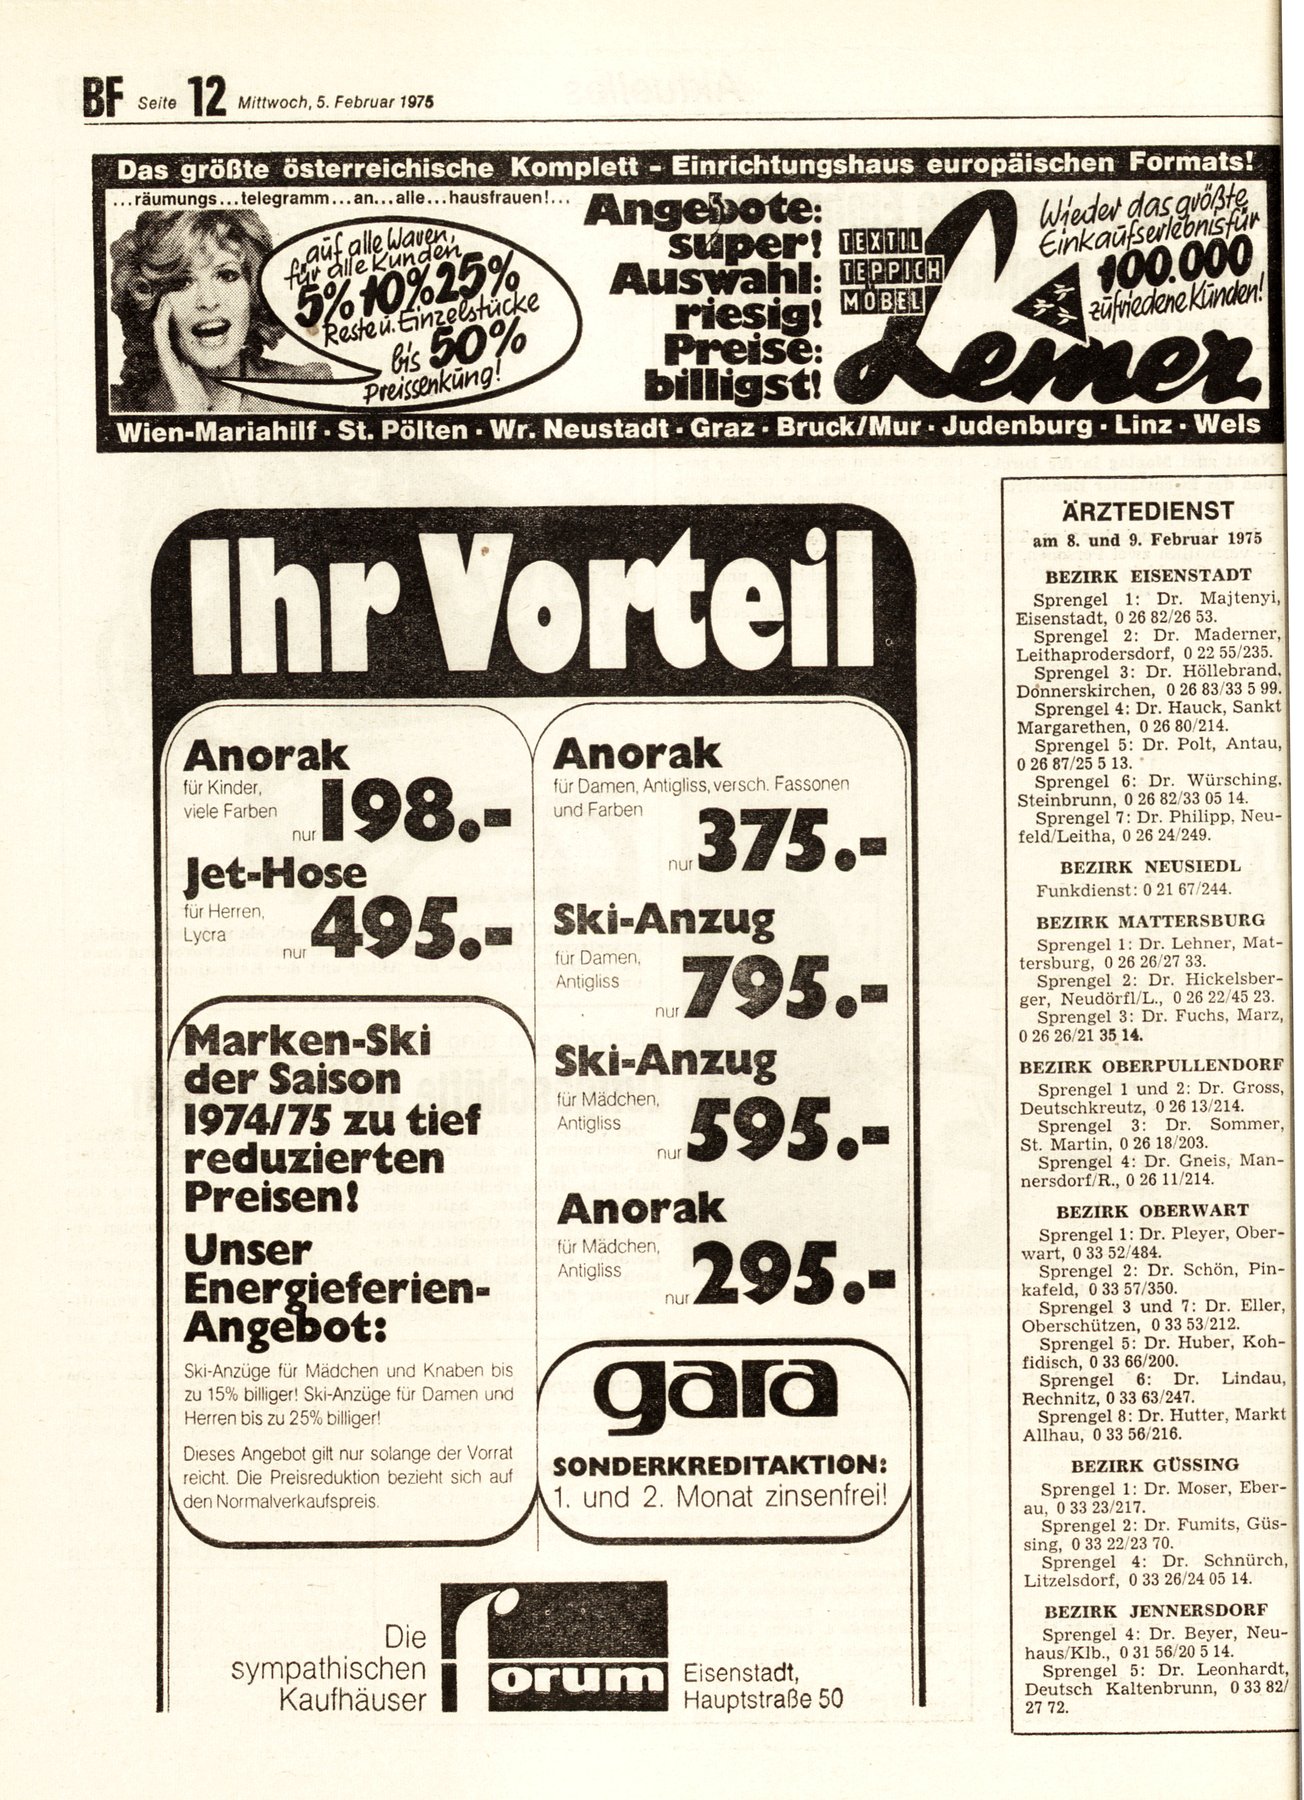 BF Seite 12 Mittwoch, 5. Februar 1975
Das größte österreichische Komplett – Einrichtungshaus europäischen Formats!
...räumungs...telegramm...an...alle...hausfrauen!...
auf alle Waren,
für alle Kunden
5% 10% 25%
Reste u. Einzelstücke
bis 50%
Preissenkung!
Angebote:
super!
Auswahl:
riesig!
Preise:
billigst!
TEXTIL
TEPPICH
MÖBEL
Leiner
Wieder das größte
Einkaufserlebnis für
100.000
zufriedene Kunden!
Wien-Mariahilf · St. Pölten · Wr. Neustadt · Graz · Bruck/Mur · Judenburg · Linz · Wels
Ihr Vorteil
Anorak
für Kinder,
viele Farben
nur 198.-
Jet-Hose
für Herren,
Lycra
nur 495.-
Marken-Ski
der Saison
1974/75 zu tief
reduzierten
Preisen!
Unser
Energieferien-
Angebot:
Ski-Anzüge für Mädchen und Knaben bis
zu 15% billiger! Ski-Anzüge für Damen und
Herren bis zu 25% billiger!
Dieses Angebot gilt nur solange der Vorrat
reicht. Die Preisreduktion bezieht sich auf
den Normalverkaufspreis.
Anorak
für Damen, Antigliss, versch. Fassonen
und Farben
nur 375.-
Ski-Anzug
für Damen,
Antigliss
nur 795.-
Ski-Anzug
für Mädchen,
Antigliss
nur 595.-
Anorak
für Mädchen,
Antigliss
nur 295.-
gara
SONDERKREDITAKTION:
1. und 2. Monat zinsenfrei!
Die
sympathischen
Kaufhäuser
forum
Eisenstadt,
Hauptstraße 50
ÄRZTEDIENST
am 8. und 9. Februar 1975
BEZIRK EISENSTADT
Sprengel 1: Dr. Majtenyi,
Eisenstadt, 0 26 82/26 53.
Sprengel 2: Dr. Maderner,
Leithaprodersdorf, 0 22 55/235.
Sprengel 3: Dr. Höllebrand,
Donnerskirchen, 0 26 83/33 5 99.
Sprengel 4: Dr. Hauck, Sankt
Margarethen, 0 26 80/214.
Sprengel 5: Dr. Polt, Antau,
0 26 87/25 5 13.
Sprengel 6: Dr. Würsching.
Steinbrunn, 0 26 82/33 05 14.
Sprengel 7: Dr. Philipp, Neu-
feld/Leitha, 0 26 24/249.
BEZIRK NEUSIEDL
Funkdienst: 0 21 67/244.
BEZIRK MATTERSBURG
Sprengel 1: Dr. Lehner, Mat-
tersburg, 0 26 26/27 33.
Sprengel 2: Dr. Hickelsber-
ger, Neudörfl/L., 0 26 22/45 23.
Sprengel 3: Dr. Fuchs, Marz,
0 26 26/21 35 14.
BEZIRK OBERPULLENDORF
Sprengel 1 und 2: Dr. Gross,
Deutschkreutz, 0 26 13/214.
Sprengel 3: Dr. Sommer,
St. Martin, 0 26 18/203.
Sprengel 4: Dr. Gneis, Man-
nersdorf/R., 0 26 11/214.
BEZIRK OBERWART
Sprengel 1: Dr. Pleyer, Ober-
wart, 0 33 52/484.
Sprengel 2: Dr. Schön, Pin-
kafeld, 0 33 57/350.
Sprengel 3 und 7: Dr. Eller,
Oberschützen, 0 33 53/212.
Sprengel 5: Dr. Huber, Koh-
fidisch, 0 33 66/200.
Sprengel 6: Dr. Lindau,
Rechnitz, 0 33 63/247.
Sprengel 8: Dr. Hutter, Markt
Allhau, 0 33 56/216.
BEZIRK GÜSSING
Sprengel 1: Dr. Moser, Eber-
au, 0 33 23/217.
Sprengel 2: Dr. Fumits, Güs-
sing, 0 33 22/23 70.
Sprengel 4: Dr. Schnürch,
Litzelsdorf, 0 33 26/24 05 14.
BEZIRK JENNERSDORF
Sprengel 4: Dr. Beyer, Neu-
haus/Klb., 0 31 56/20 5 14.
Sprengel 5: Dr. Leonhardt,
Deutsch Kaltenbrunn, 0 33 82/
27 72.